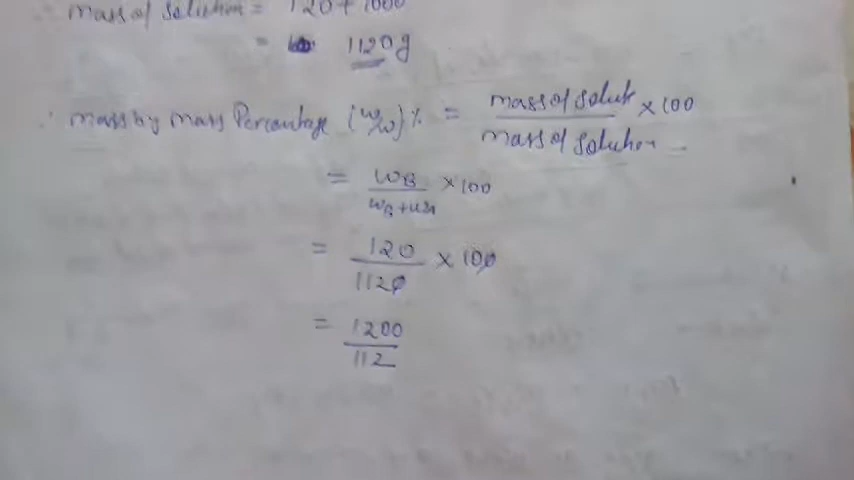 mass of solution = 120 + 1000
= 1120g
∴ mass by mass Percentage (w/w) % = mass of solut / mass of solution × 100
= WB / WB + WA × 100
= 120 / 1120 × 100
= 1200 / 112